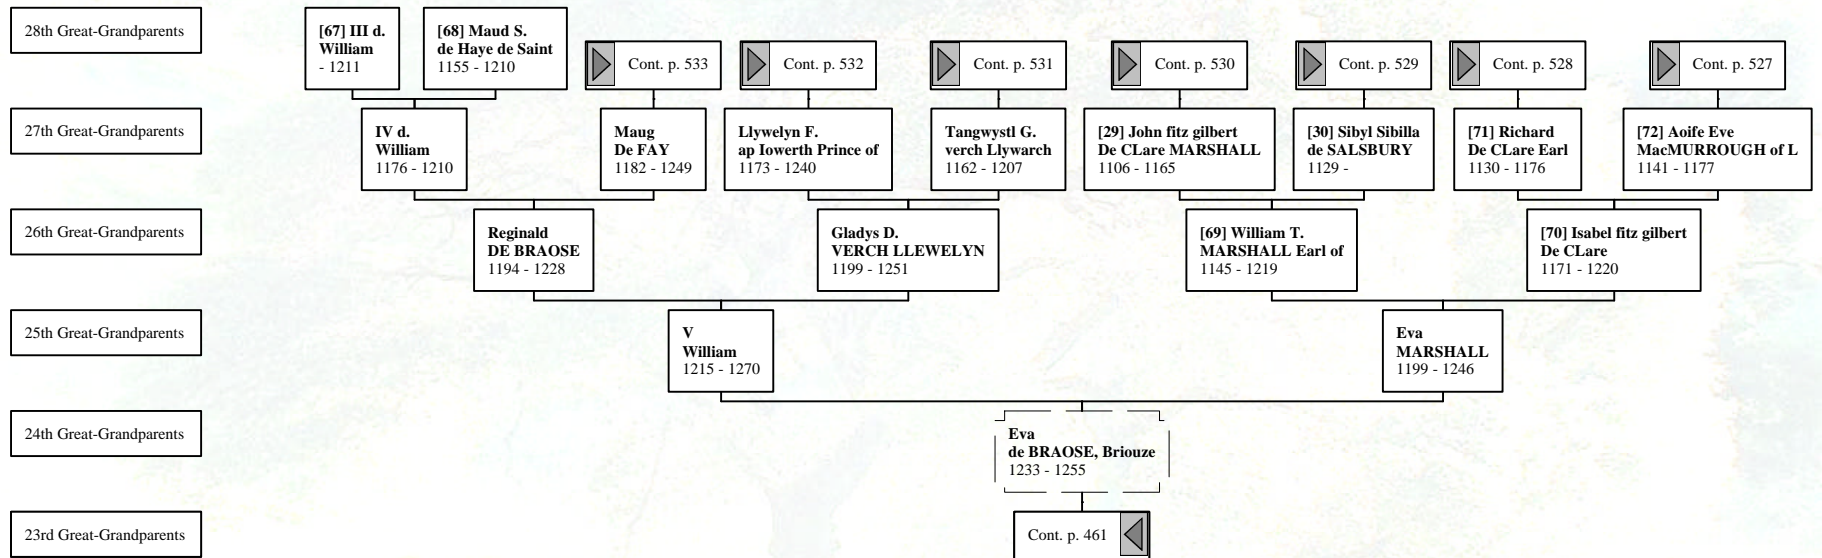 28th Great-Grandparents
[67] III d.
William
- 1211
[68] Maud S.
de Haye de Saint
1155 - 1210
Cont. p. 533
Cont. p. 532
Cont. p. 531
Cont. p. 530
Cont. p. 529
Cont. p. 528
Cont. p. 527
27th Great-Grandparents
IV d.
William
1176 - 1210
Maug
De FAY
1182 - 1249
Llywelyn F.
ap Iowerth Prince of
1173 - 1240
Tangwystl G.
verch Llywarch
1162 - 1207
[29] John fitz gilbert
De CLare MARSHALL
1106 - 1165
[30] Sibyl Sibilla
de SALSBURY
1129 -
[71] Richard
De CLare Earl
1130 - 1176
[72] Aoife Eve
MacMURROUGH of L
1141 - 1177
26th Great-Grandparents
Reginald
DE BRAOSE
1194 - 1228
Gladys D.
VERCH LLEWELYN
1199 - 1251
[69] William T.
MARSHALL Earl of
1145 - 1219
[70] Isabel fitz gilbert
De CLare
1171 - 1220
25th Great-Grandparents
V
William
1215 - 1270
Eva
MARSHALL
1199 - 1246
24th Great-Grandparents
Eva
de BRAOSE, Briouze
1233 - 1255
23rd Great-Grandparents
Cont. p. 461